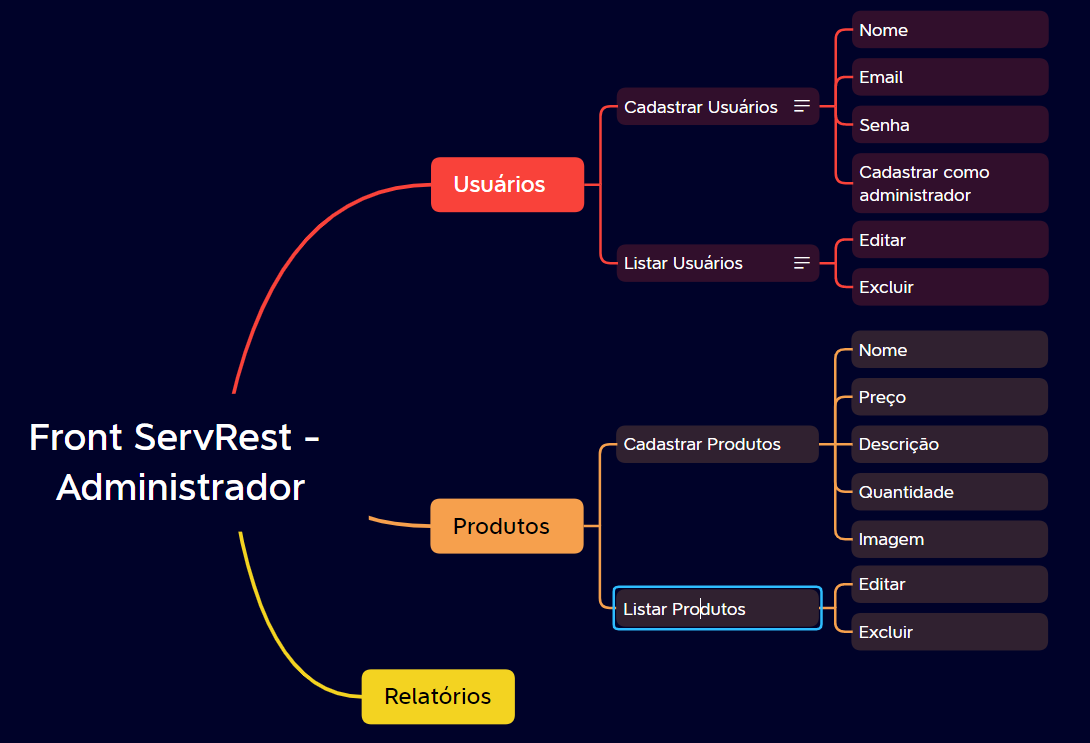 Front ServRest -
Administrador
Usuários
Cadastrar Usuários
Nome
Email
Senha
Cadastrar como
administrador
Listar Usuários
Editar
Excluir
Produtos
Cadastrar Produtos
Nome
Preço
Descrição
Quantidade
Imagem
Listar Produtos
Editar
Excluir
Relatórios